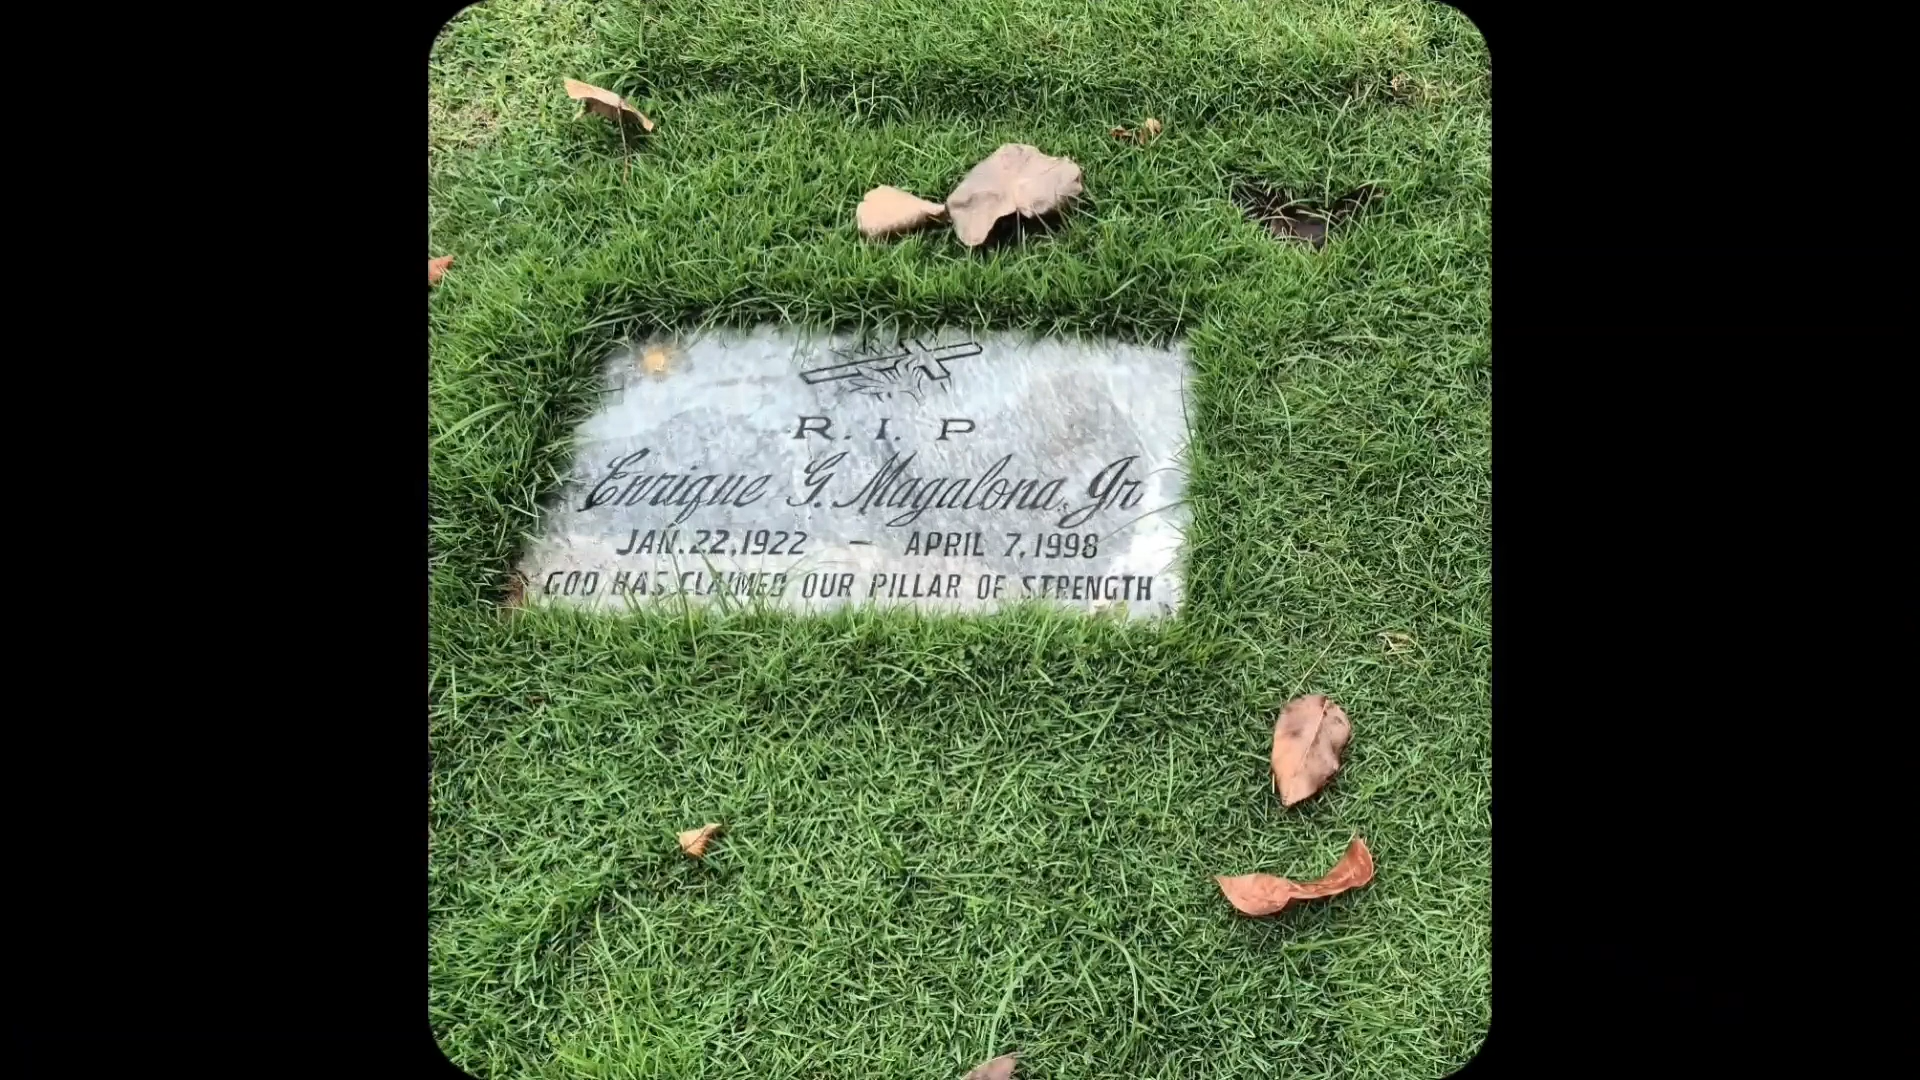 R. I. P
Enrique G. Magalona, Jr
JAN. 22, 1922 — APRIL 7, 1998
GOD HAS CLAIMED OUR PILLAR OF STRENGTH